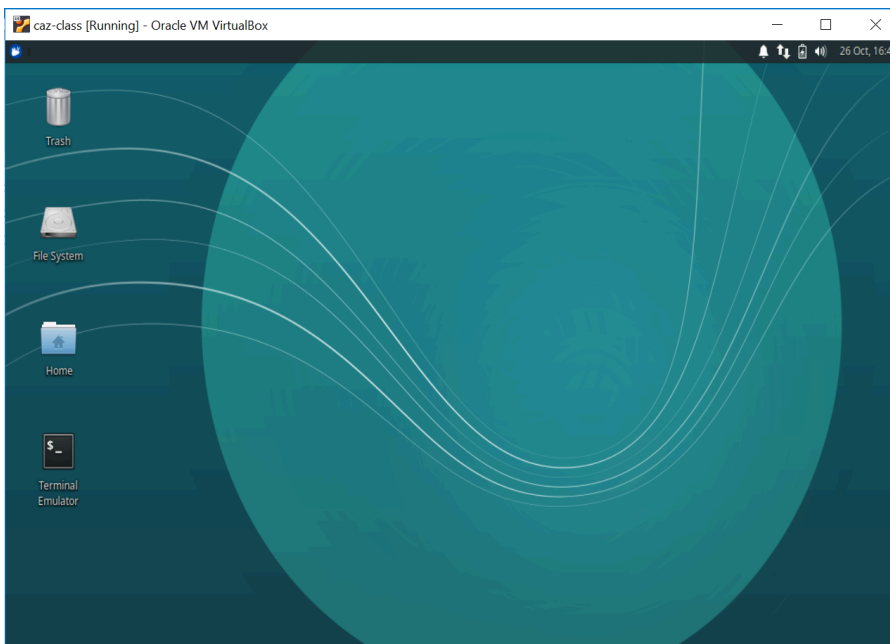 caz-class [Running] - Oracle VM VirtualBox
26 Oct, 16:4
Trash
File System
Home
$_
Terminal
Emulator